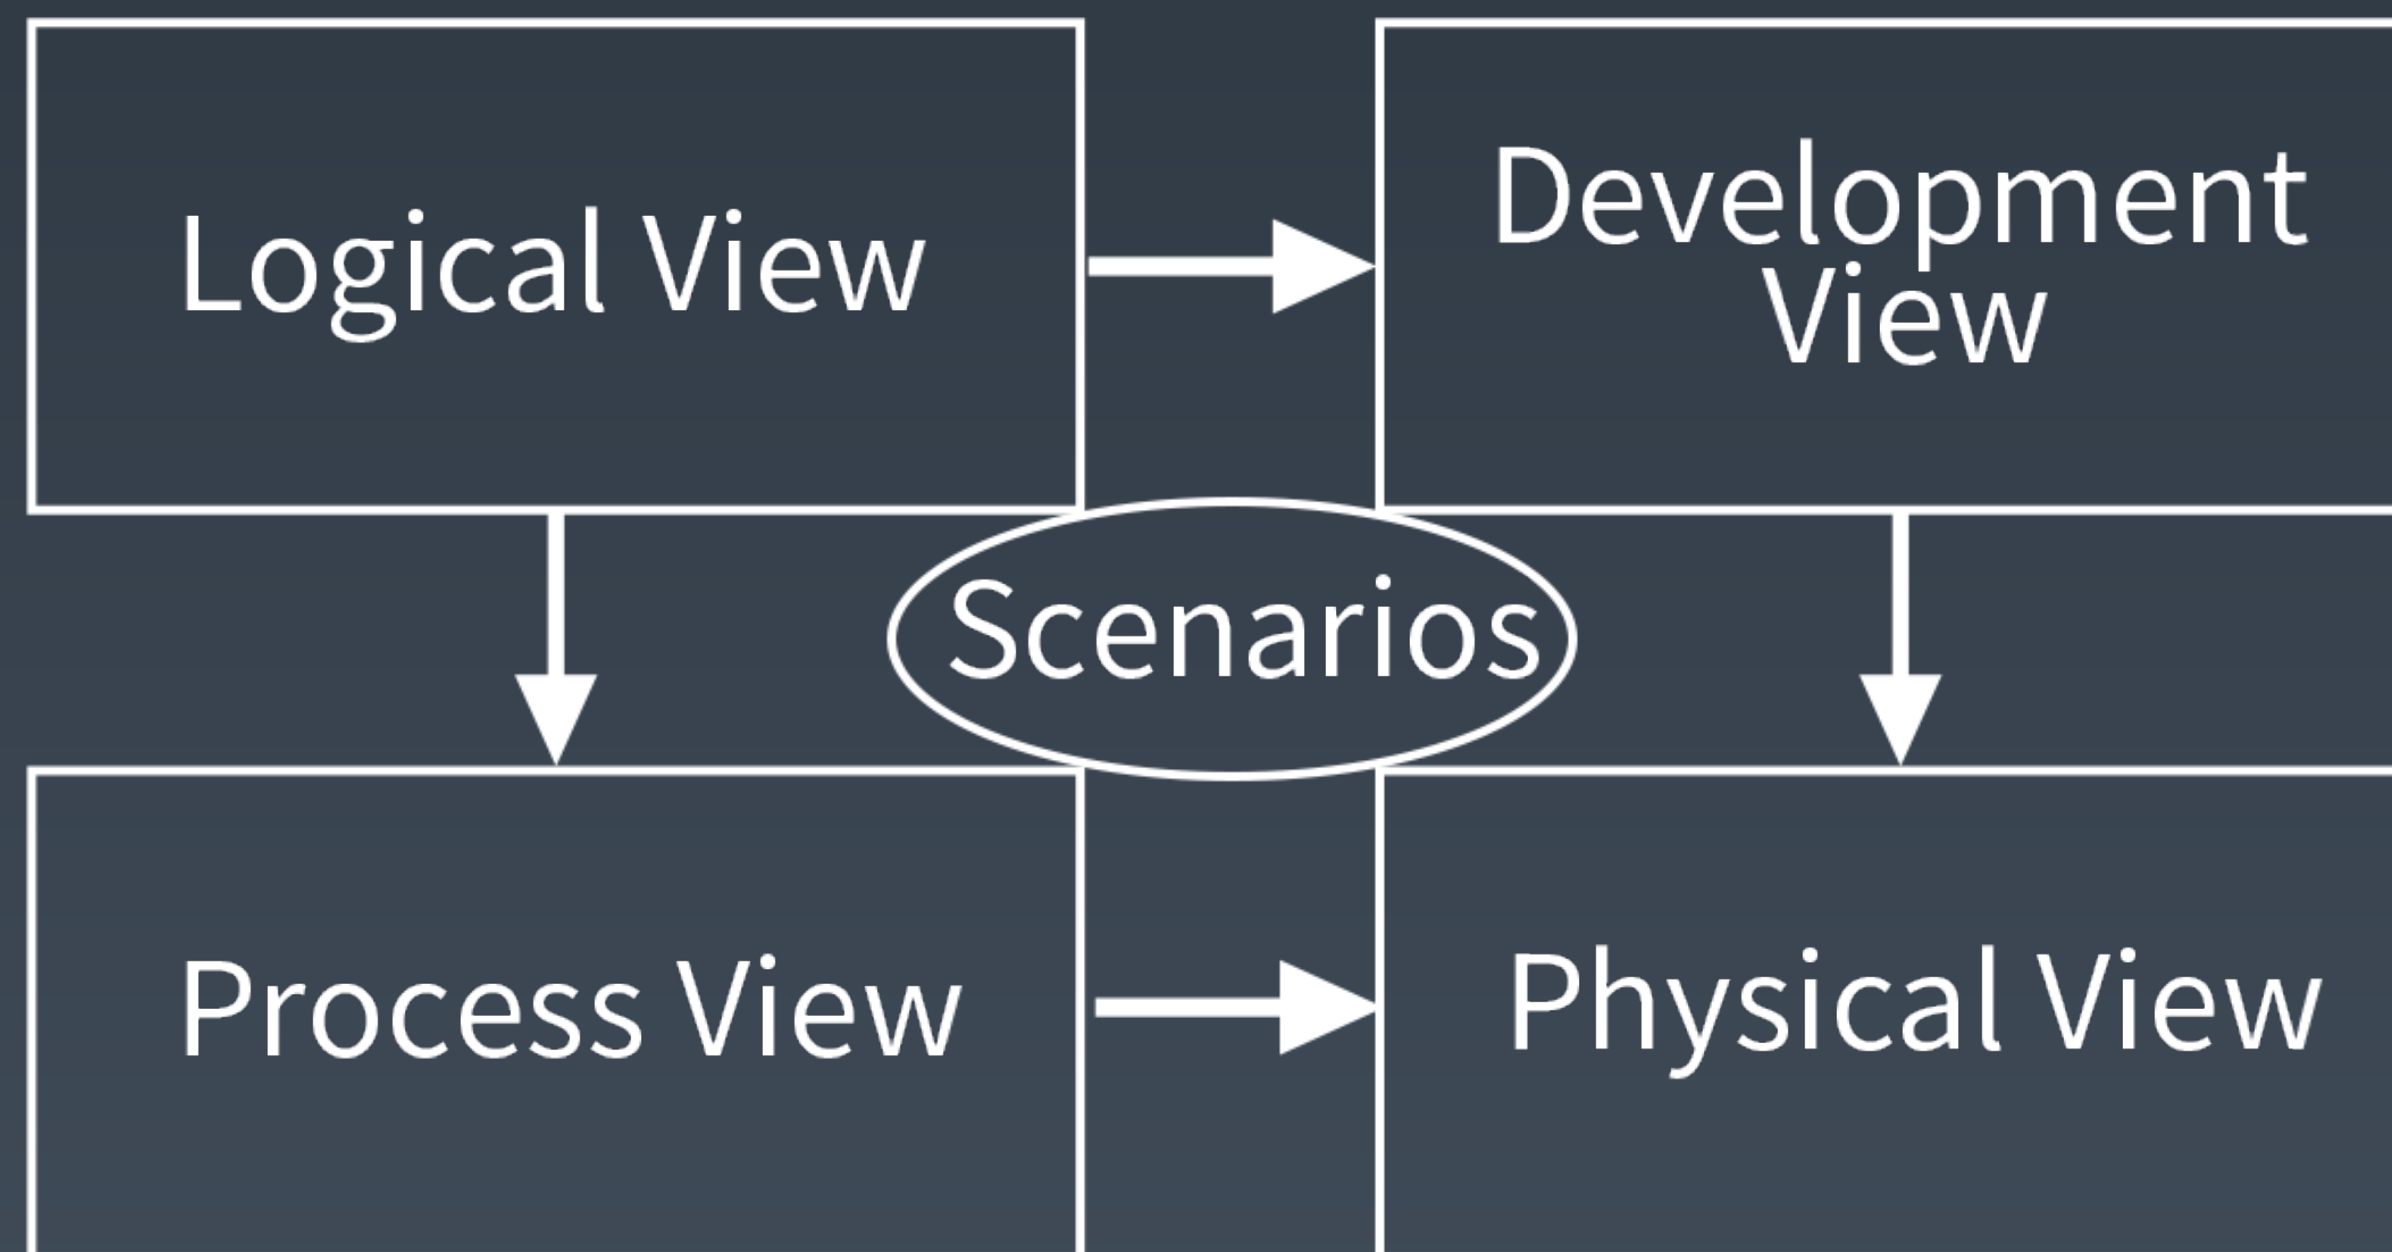 Logical View
Development
View
Scenarios
Process View
Physical View